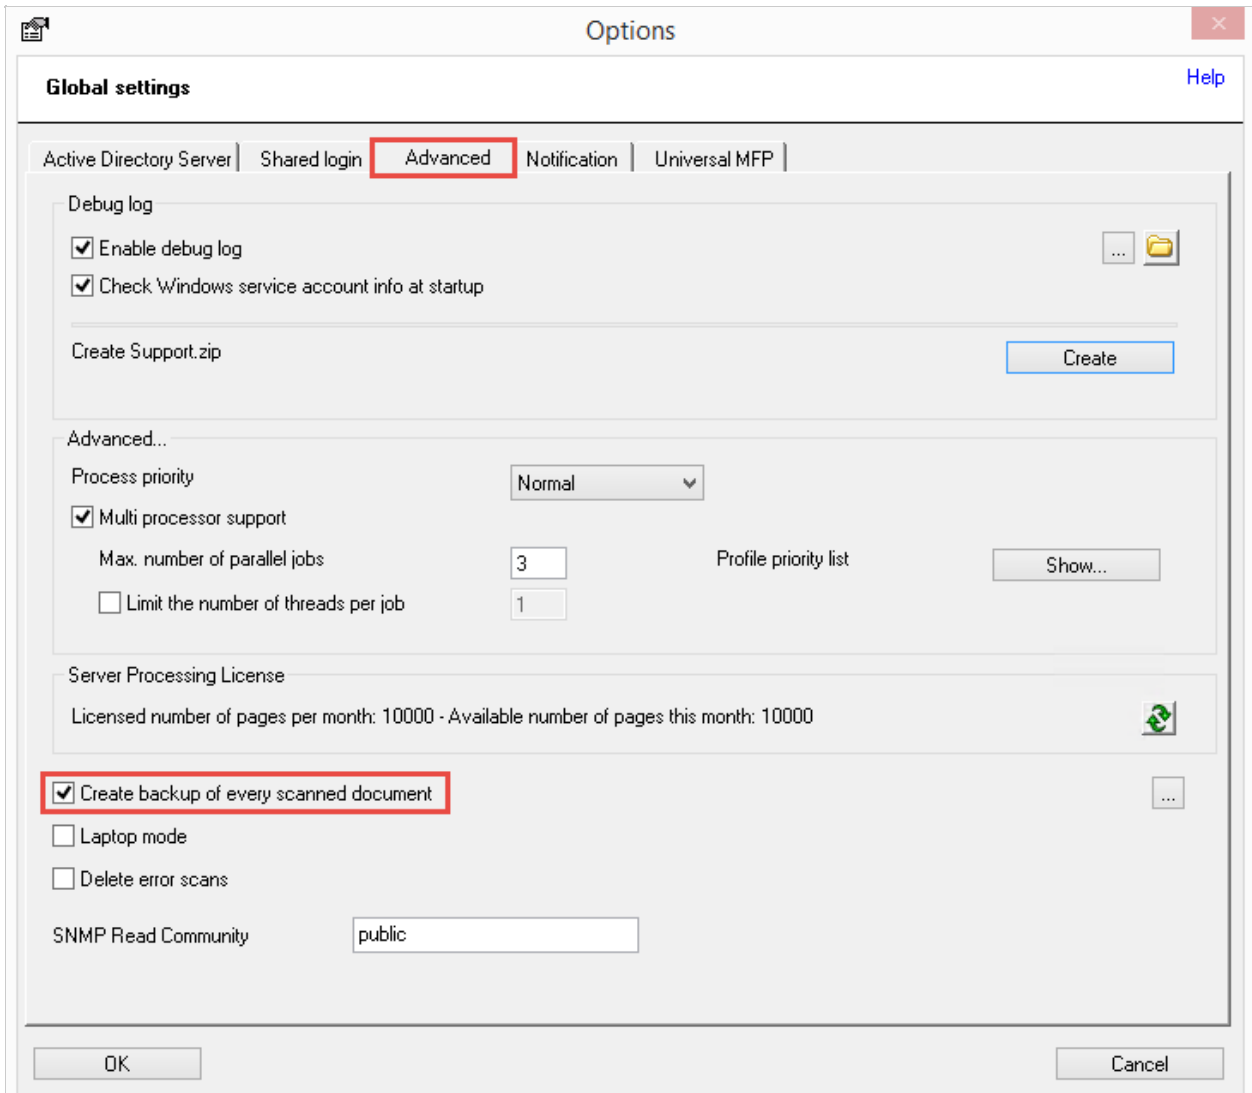 Options
Global settings
Help
Active Directory Server Shared login Advanced Notification Universal MFP
Debug log
Enable debug log
...
Check Windows service account info at startup
Create Support.zip
Create
Advanced...
Process priority
Normal
Multi processor support
Max. number of parallel jobs
3
Profile priority list
Show...
Limit the number of threads per job
1
Server Processing License
Licensed number of pages per month: 10000 - Available number of pages this month: 10000
Create backup of every scanned document
...
Laptop mode
Delete error scans
SNMP Read Community
public
OK
Cancel